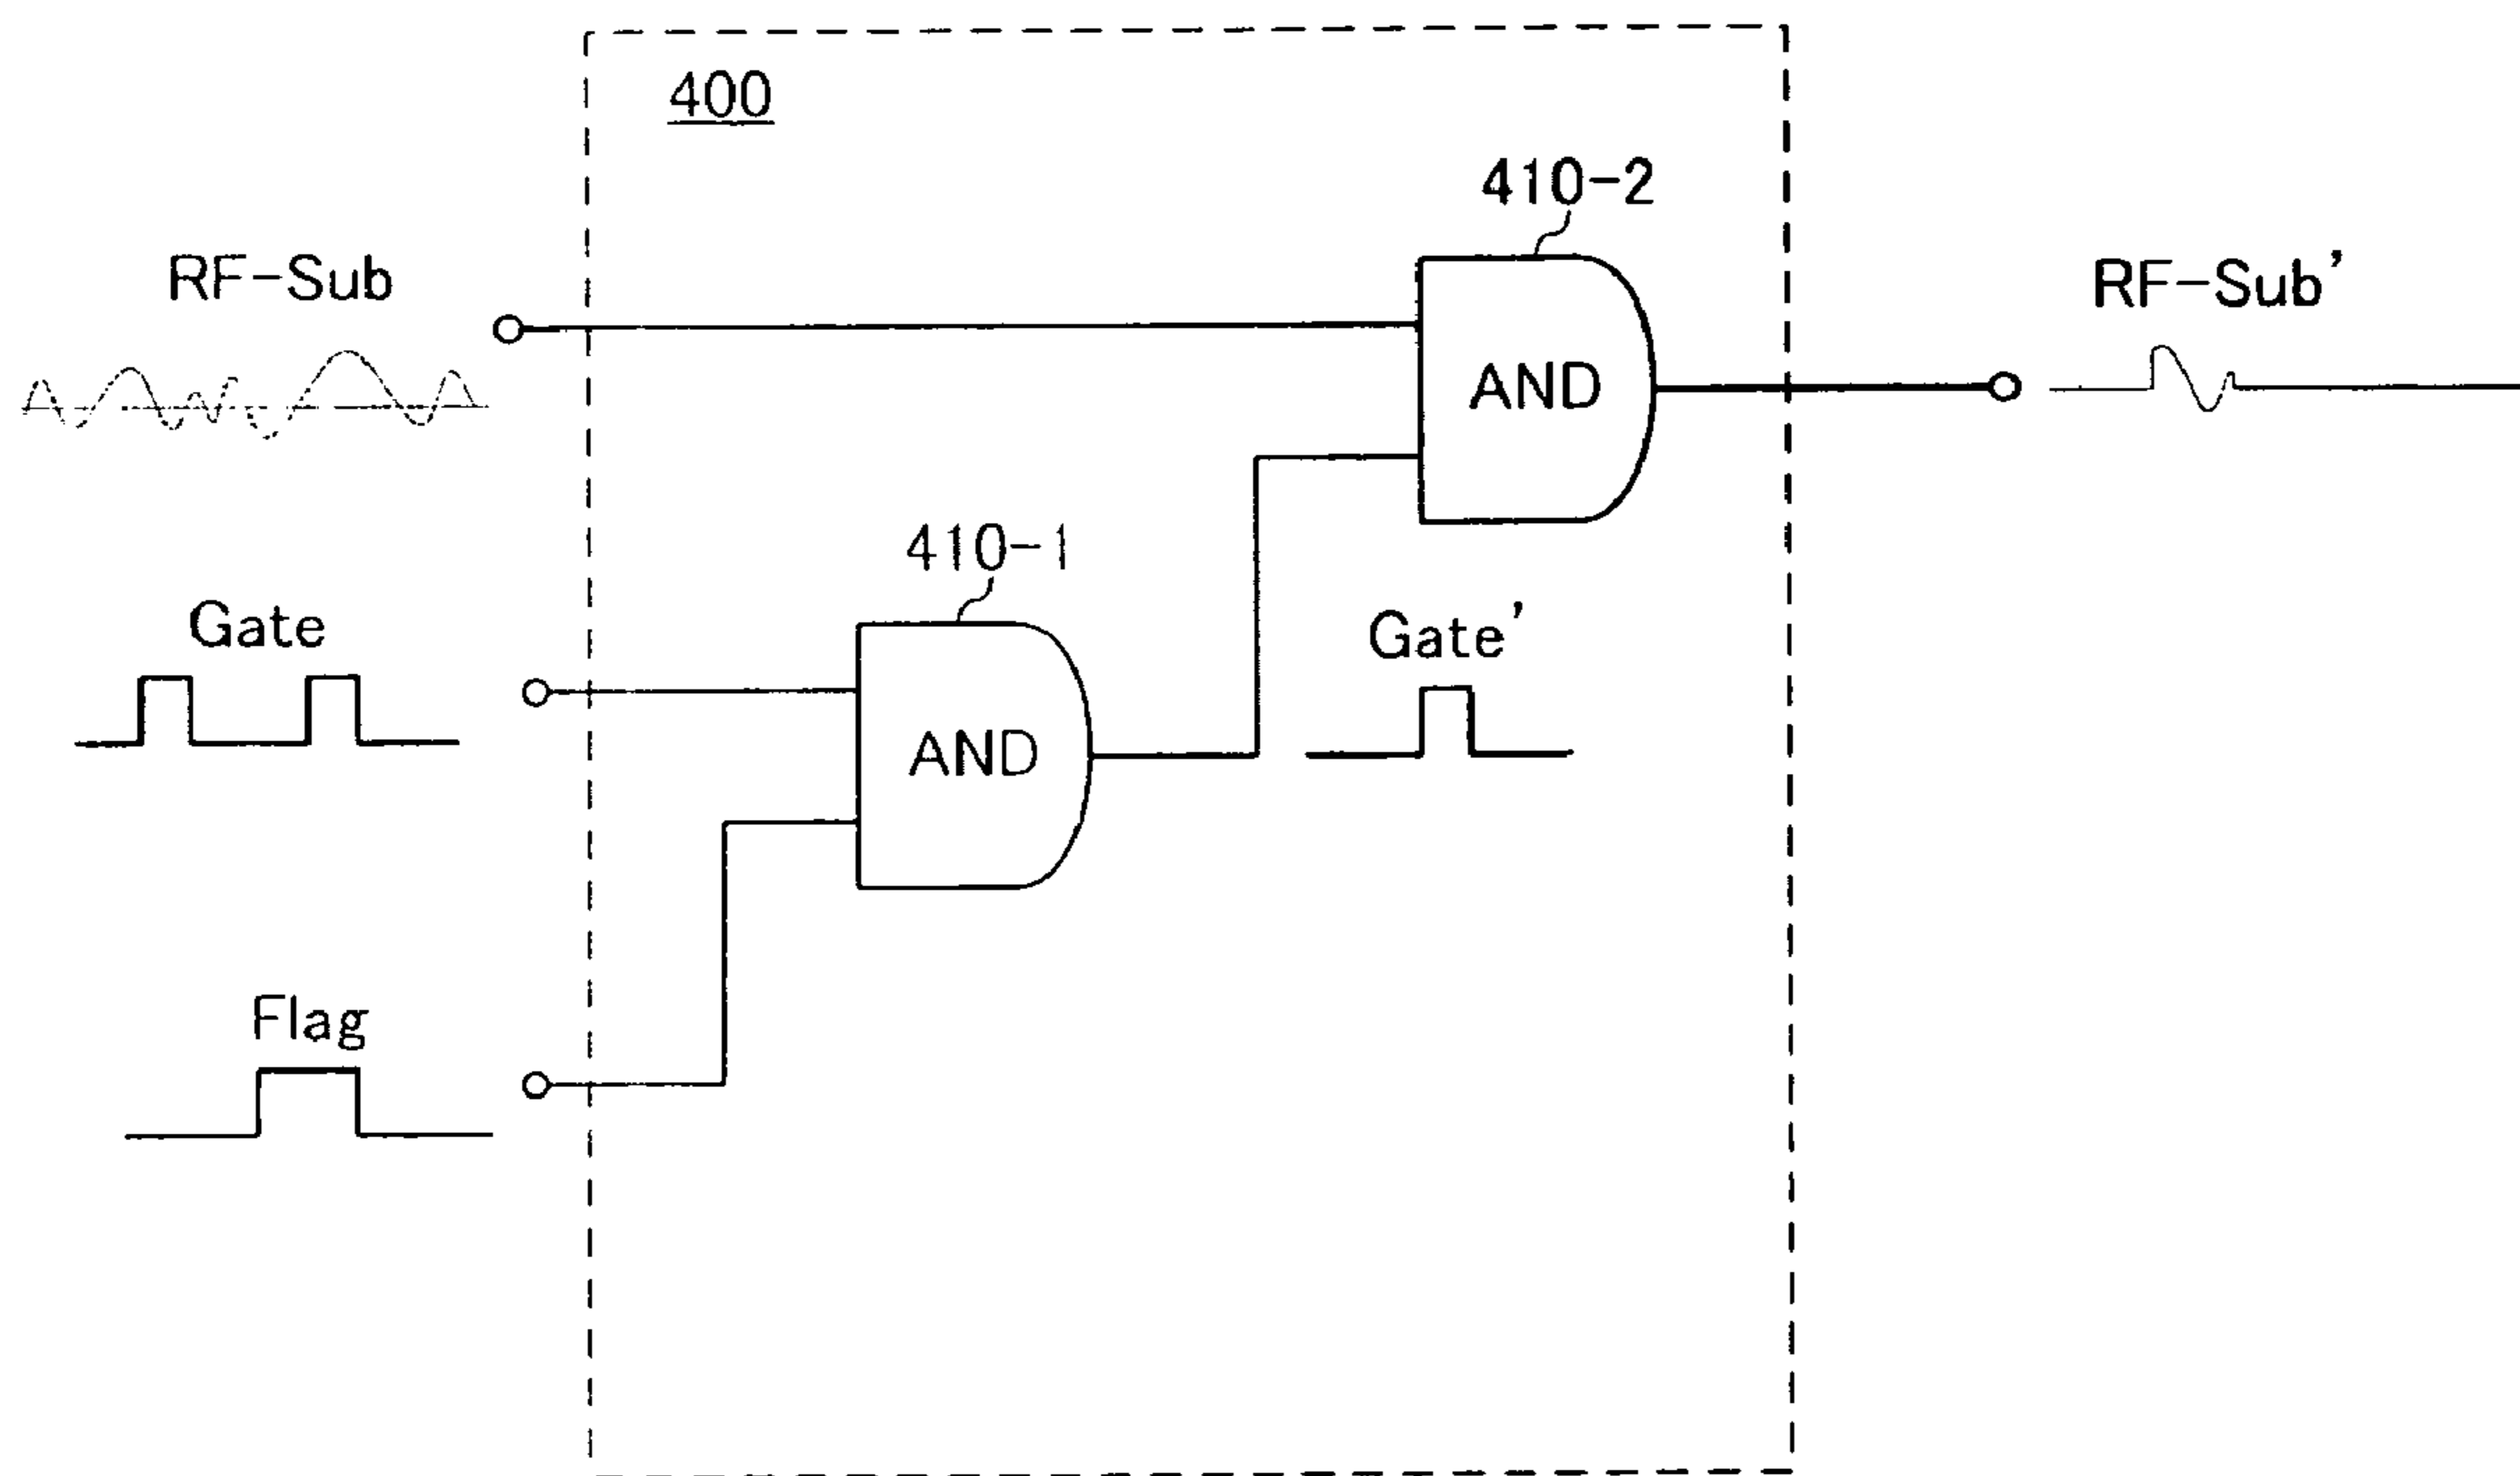 400
410-2
RF-Sub
RF-Sub'
AND
410-1
Gate
Gate'
AND
Flag